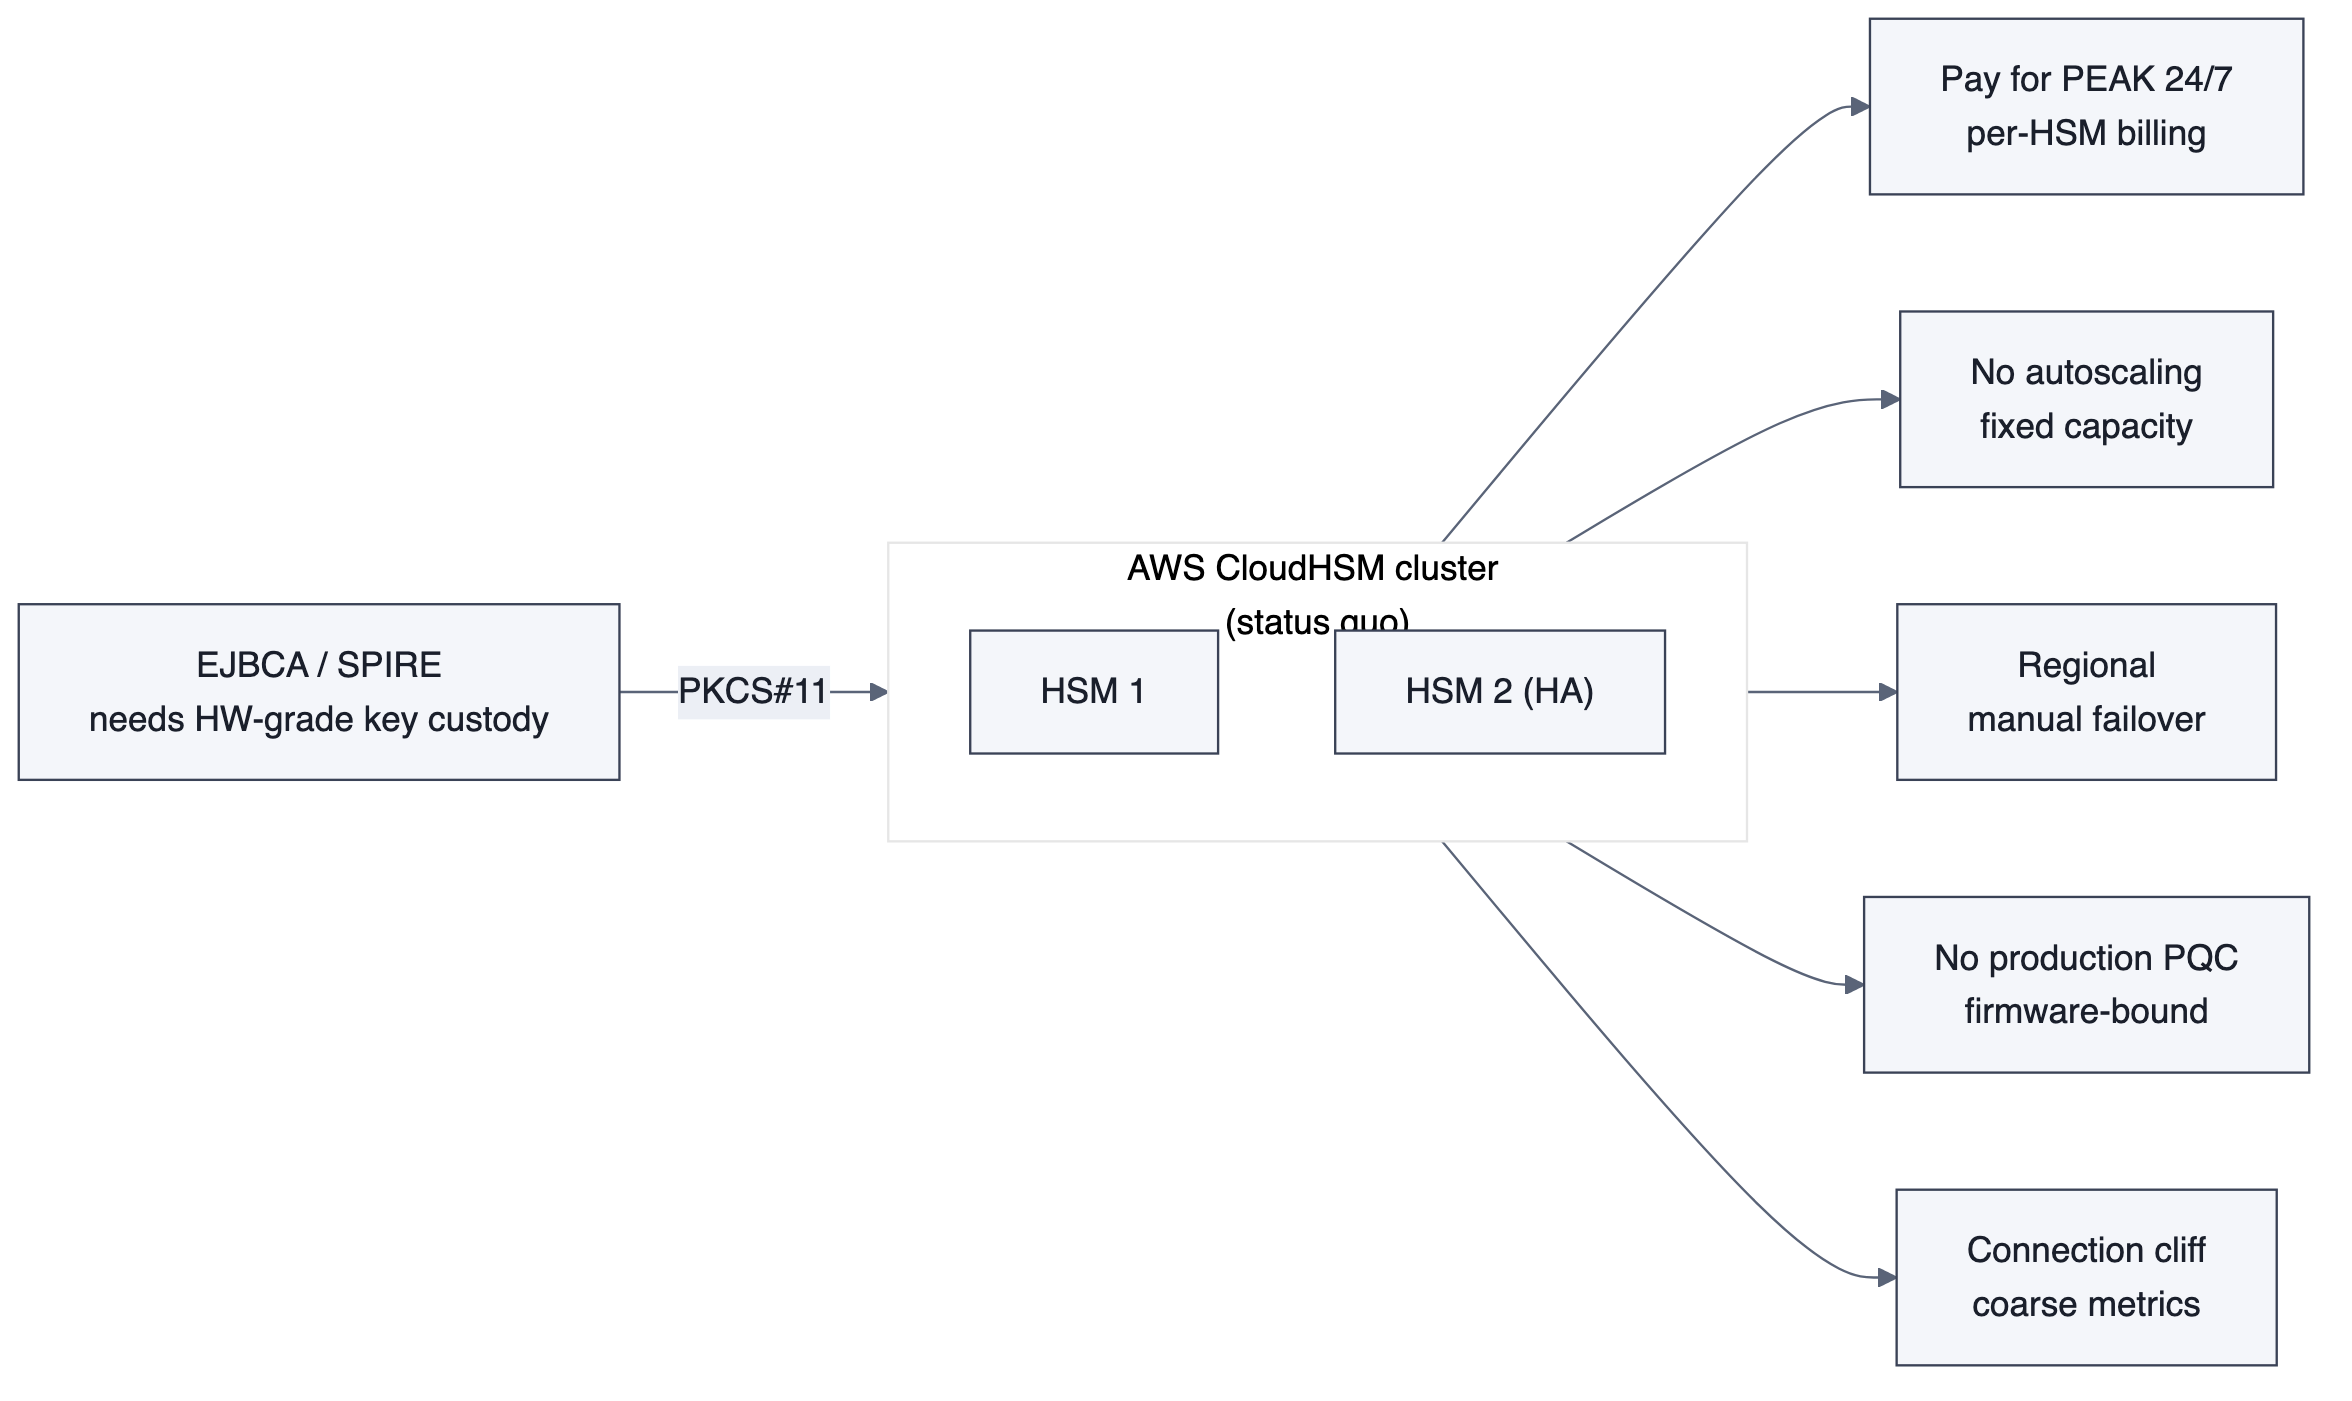 EJBCA / SPIRE
needs HW-grade key custody
PKCS#11
AWS CloudHSM cluster
(status quo)
HSM 1
HSM 2 (HA)
Pay for PEAK 24/7
per-HSM billing
No autoscaling
fixed capacity
Regional
manual failover
No production PQC
firmware-bound
Connection cliff
coarse metrics